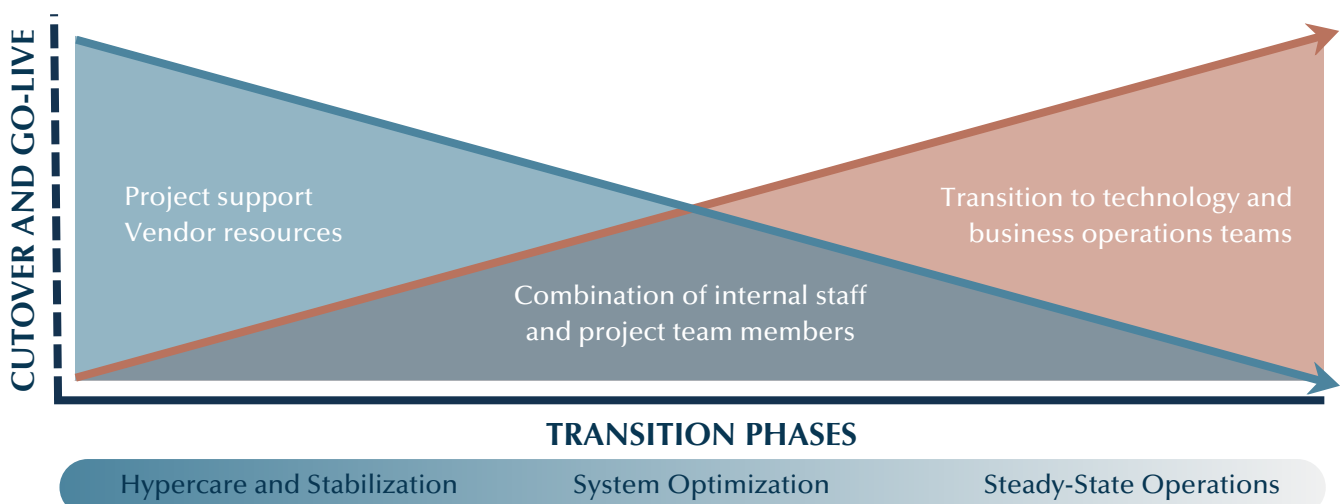 CUTOVER AND GO-LIVE
Project support
Vendor resources
Transition to technology and
business operations teams
Combination of internal staff
and project team members
TRANSITION PHASES
Hypercare and Stabilization
System Optimization
Steady-State Operations